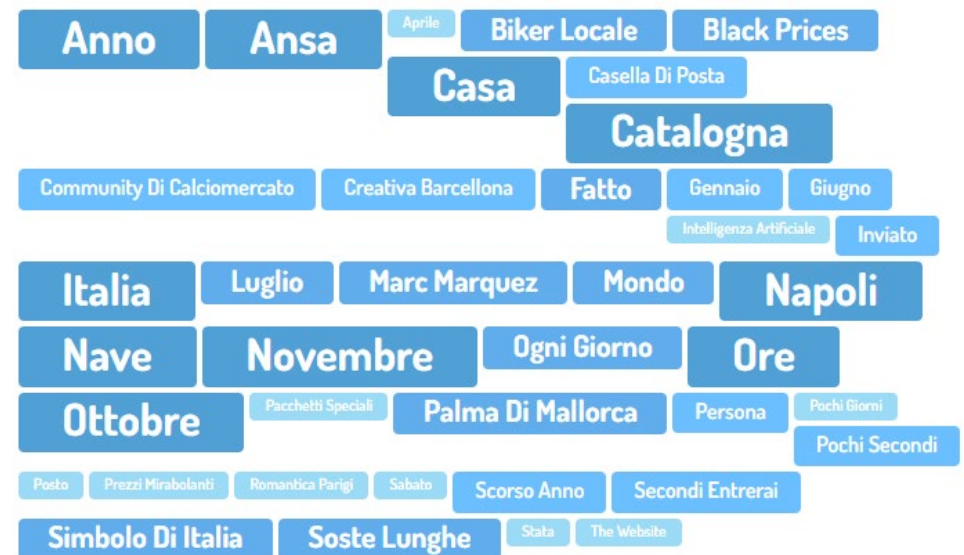 Anno Ansa Aprile Biker Locale Black Prices
Casa Casella Di Posta
Catalogna
Community Di Calciomercato Creativa Barcellona Fatto Gennaio Giugno
Intelligenza Artificiale Inviato
Italia Luglio Marc Marquez Mondo Napoli
Nave Novembre Ogni Giorno Ore
Ottobre Pacchetti Speciali Palma Di Mallorca Persona Pochi Giorni
Pochi Secondi
Posto Prezzi Mirabolanti Romantica Parigi Sabato Scorso Anno Secondi Entrerai
Simbolo Di Italia Soste Lunghe Stata The Website